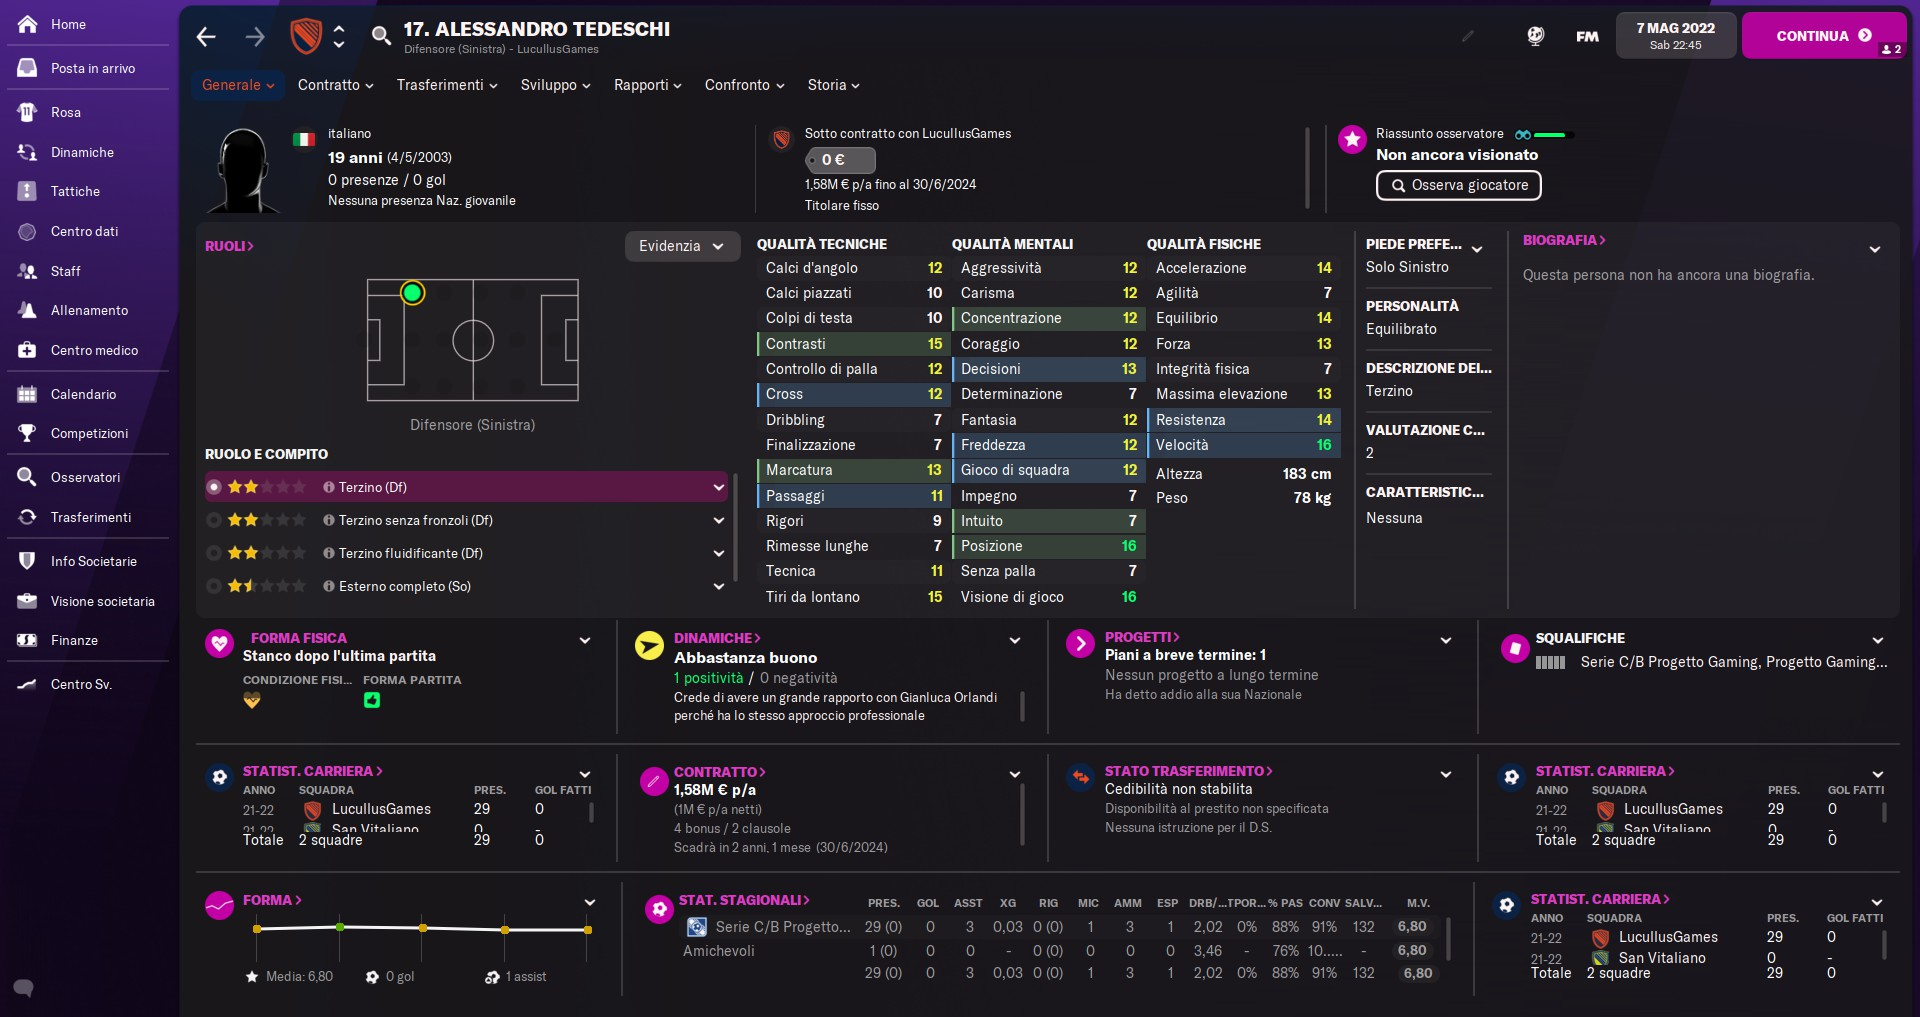 Home
Posta in arrivo
Rosa
Dinamiche
Tattiche
Centro dati
Staff
Allenamento
Centro medico
Calendario
Competizioni
Osservatori
Trasferimenti
Info Societarie
Visione societaria
Finanze
Centro Sv.
17. ALESSANDRO TEDESCHI
Difensore (Sinistra) - LucullusGames
FM
7 MAG 2022
Sab 22:45
CONTINUA
2
Generale Contratto Trasferimenti Sviluppo Rapporti Confronto Storia
italiano
19 anni (4/5/2003)
0 presenze / 0 gol
Nessuna presenza Naz. giovanile
Sotto contratto con LucullusGames
0 €
1,58M € p/a fino al 30/6/2024
Titolare fisso
Riassunto osservatore
Non ancora visionato
Osserva giocatore
RUOLI
Evidenzia
Difensore (Sinistra)
RUOLO E COMPITO
Terzino (Df)
Terzino senza fronzoli (Df)
Terzino fluidificante (Df)
Esterno completo (So)
QUALITÀ TECNICHE
Calci d'angolo 12
Calci piazzati 10
Colpi di testa 10
Contrasti 15
Controllo di palla 12
Cross 12
Dribbling 7
Finalizzazione 7
Marcatura 13
Passaggi 11
Rigori 9
Rimesse lunghe 7
Tecnica 11
Tiri da lontano 15
QUALITÀ MENTALI
Aggressività 12
Carisma 12
Concentrazione 12
Coraggio 12
Decisioni 13
Determinazione 7
Fantasia 12
Freddezza 12
Gioco di squadra 12
Impegno 7
Intuito 7
Posizione 16
Senza palla 7
Visione di gioco 16
QUALITÀ FISICHE
Accelerazione 14
Agilità 7
Equilibrio 14
Forza 13
Integrità fisica 7
Massima elevazione 13
Resistenza 14
Velocità 16
Altezza 183 cm
Peso 78 kg
PIEDE PREFE...
Solo Sinistro
PERSONALITÀ
Equilibrato
DESCRIZIONE DEI...
Terzino
VALUTAZIONE C...
2
CARATTERISTIC...
Nessuna
BIOGRAFIA
Questa persona non ha ancora una biografia.
FORMA FISICA
Stanco dopo l'ultima partita
CONDIZIONE FISI... FORMA PARTITA
DINAMICHE
Abbastanza buono
1 positività / 0 negatività
Crede di avere un grande rapporto con Gianluca Orlandi
perché ha lo stesso approccio professionale
PROGETTI
Piani a breve termine: 1
Nessun progetto a lungo termine
Ha detto addio alla sua Nazionale
SQUALIFICHE
Serie C/B Progetto Gaming, Progetto Gaming...
STATIST. CARRIERA
ANNO SQUADRA PRES. GOL FATTI
21-22 LucullusGames 29 0
21-22 San Vitaliano 0 -
Totale 2 squadre 29 0
CONTRATTO
1,58M € p/a
(1M € p/a netti)
4 bonus / 2 clausole
Scadrà in 2 anni, 1 mese (30/6/2024)
STATO TRASFERIMENTO
Cedibilità non stabilita
Disponibilità al prestito non specificata
Nessuna istruzione per il D.S.
STATIST. CARRIERA
ANNO SQUADRA PRES. GOL FATTI
21-22 LucullusGames 29 0
21-22 San Vitaliano 0 -
Totale 2 squadre 29 0
FORMA
Media: 6,80 0 gol 1 assist
STAT. STAGIONALI PRES. GOL ASST XG RIG MIC AMM ESP DRB/... TPOR... % PAS CONV SALV... M.V.
Serie C/B Progetto... 29 (0) 0 3 0,03 0 (0) 1 3 1 2,02 0% 88% 91% 132 6,80
Amichevoli 1 (0) 0 0 - 0 (0) 0 0 0 3,46 - 76% 10..... - 6,80
29 (0) 0 3 0,03 0 (0) 1 3 1 2,02 0% 88% 91% 132 6,80
STATIST. CARRIERA
ANNO SQUADRA PRES. GOL FATTI
21-22 LucullusGames 29 0
21-22 San Vitaliano 0 -
Totale 2 squadre 29 0